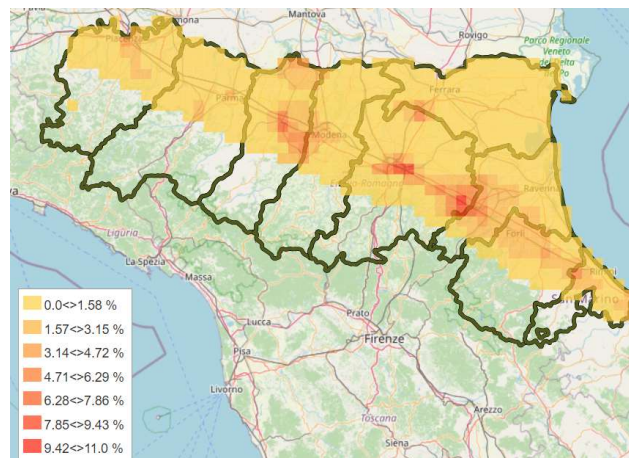 Mantova
Rovigo
Parco Regionale
Veneto
del Delta
Po
Ferrara
Parma
Modena
Ravenna
Forlì
Rimini
San Marino
Liguria
La Spezia
Massa
Lucca
Prato
Pisa
Firenze
Livorno
Toscana
Arezzo
Siena
0.0<>1.58 %
1.57<>3.15 %
3.14<>4.72 %
4.71<>6.29 %
6.28<>7.86 %
7.85<>9.43 %
9.42<>11.0 %